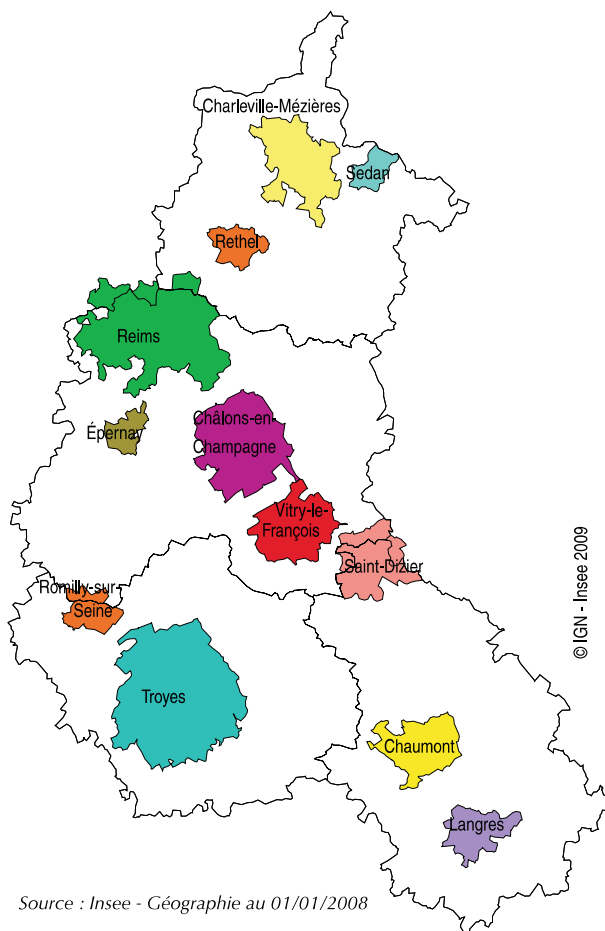 Charleville-Mézières
Sedan
Rethel
Reims
Épernay
Châlons-en-
Champagne
Vitry-le-
François
Saint-Dizier
Romilly-sur-
Seine
Troyes
Chaumont
Langres
© IGN - Insee 2009
Source : Insee - Géographie au 01/01/2008